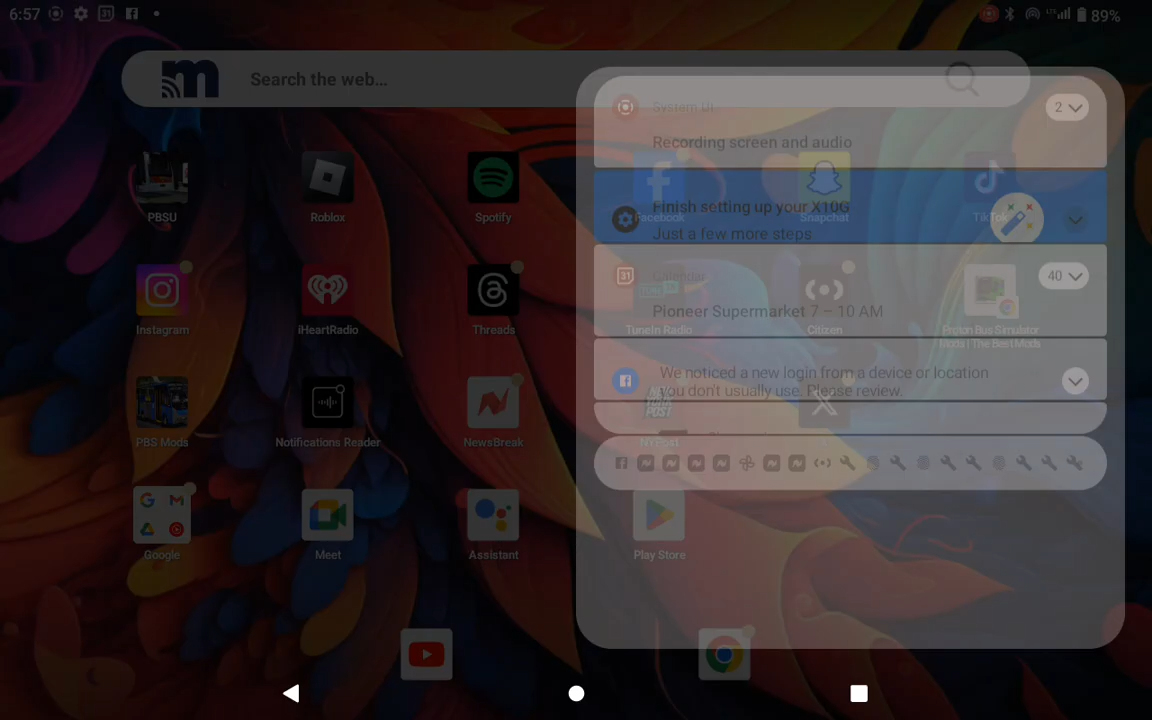 6:57
LTE
89%
m
Search the web...
System UI
2
Recording screen and audio
Finish setting up your X10G
Just a few more steps
31
Calendar
40
Pioneer Supermarket 7 – 10 AM
We noticed a new login from a device or location
you don't usually use. Please review.
PBSU
Roblox
Spotify
Facebook
Snapchat
TikTok
Instagram
iHeartRadio
Threads
TuneIn Radio
Citizen
Proton Bus Simulator
Mods | The Best Mods
PBS Mods
Notifications Reader
NewsBreak
NYPost
Google
Meet
Assistant
Play Store